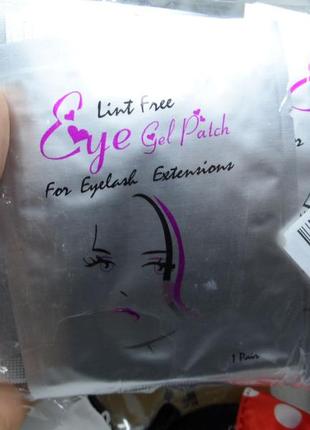 Lint Free
Eye Gel Patch
For Eyelash Extensions
1 Pair